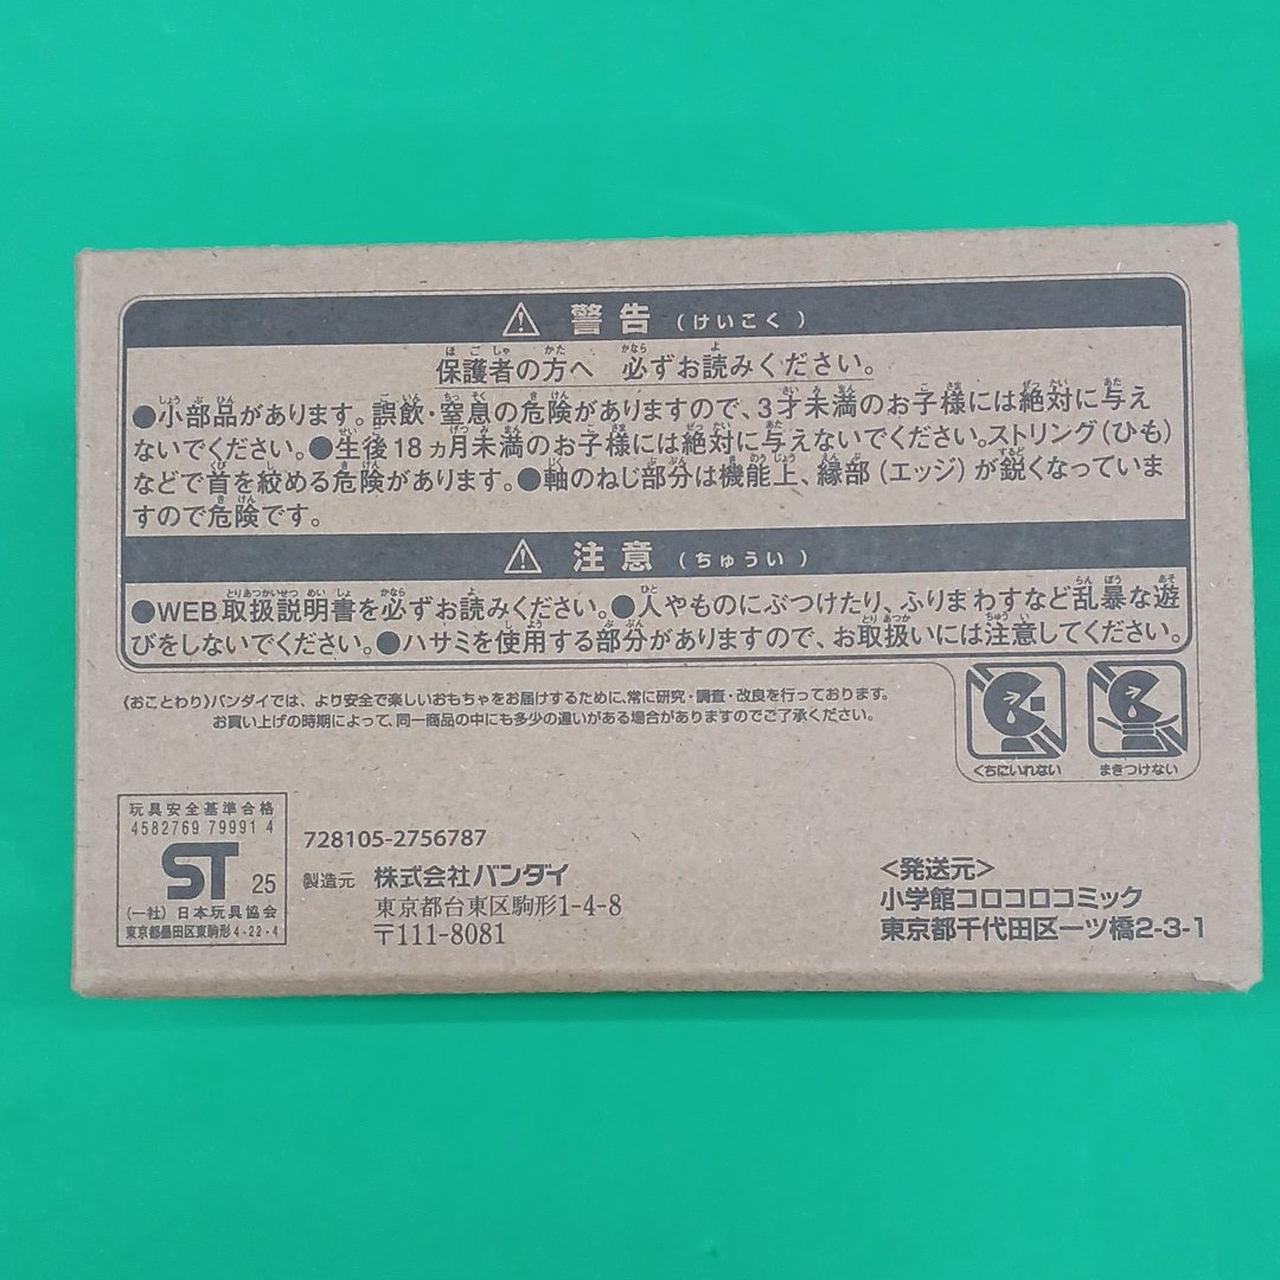 ⚠ 警告 (けいこく)
保護者の方へ 必ずお読みください。
●小部品があります。誤飲・窒息の危険がありますので、3才未満のお子様には絶対に与え
ないでください。●生後18ヵ月未満のお子様には絶対に与えないでください。ストリング(ひも)
などで首を絞める危険があります。●軸のねじ部分は機能上、縁部(エッジ)が鋭くなっていま
すので危険です。
⚠ 注意 (ちゅうい)
●WEB取扱説明書を必ずお読みください。●人やものにぶつけたり、ふりまわすなど乱暴な遊
びをしないでください。●ハサミを使用する部分がありますので、お取扱いには注意してください。
《おことわり》バンダイでは、より安全で楽しいおもちゃをお届けするために、常に研究・調査・改良を行っております。
お買い上げの時期によって、同一商品の中にも多少の違いがある場合がありますのでご了承ください。
くちにいれない
まきつけない
玩具安全基準合格
4582769 79991 4
ST 25
(一社) 日本玩具協会
東京都墨田区東駒形4-22-4
728105-2756787
製造元 株式会社バンダイ
東京都台東区駒形1-4-8
〒111-8081
<発送元>
小学館コロコロコミック
東京都千代田区一ツ橋2-3-1